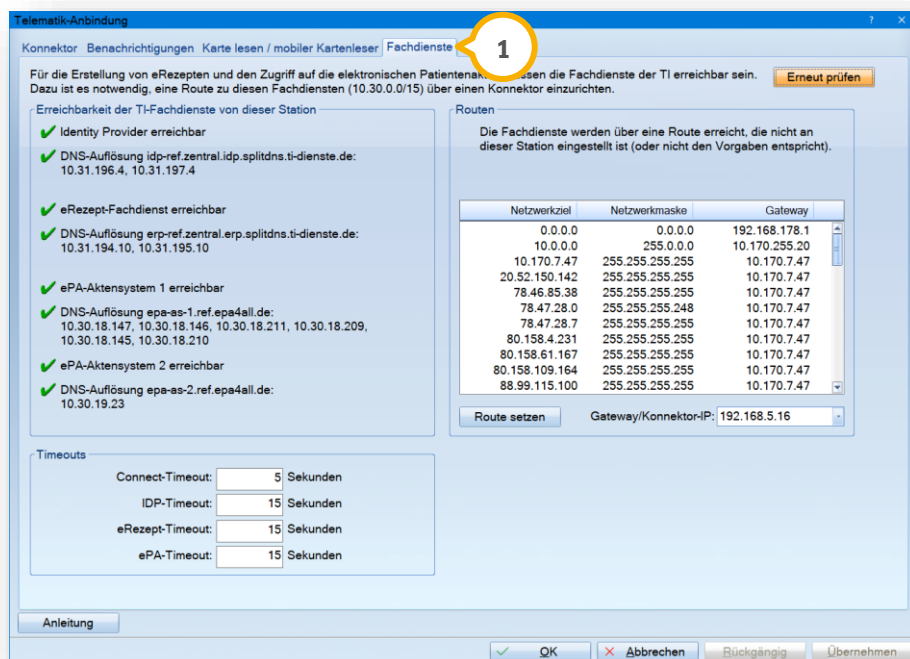 Telematik-Anbindung
?
Konnektor Benachrichtigungen Karte lesen / mobiler Kartenleser Fachdienste
1
Für die Erstellung von eRezepten und den Zugriff auf die elektronischen
ssen die Fachdienste der TI erreichbar sein.
Dazu ist es notwendig, eine Route zu diesen Fachdiensten (10.30.0.0/15) über einen Konnektor einzurichten.
Erneut prüfen
Erreichbarkeit der TI-Fachdienste von dieser Station
Identity Provider erreichbar
DNS-Auflösung idp-ref.zentral.idp.splitdns.ti-dienste.de:
10.31.196.4, 10.31.197.4
eRezept-Fachdienst erreichbar
DNS-Auflösung erp-ref.zentral.erp.splitdns.ti-dienste.de:
10.31.194.10, 10.31.195.10
ePA-Aktensystem 1 erreichbar
DNS-Auflösung epa-as-1.ref.epa4all.de:
10.30.18.147, 10.30.18.146, 10.30.18.211, 10.30.18.209,
10.30.18.145, 10.30.18.210
ePA-Aktensystem 2 erreichbar
DNS-Auflösung epa-as-2.ref.epa4all.de:
10.30.19.23
Routen
Die Fachdienste werden über eine Route erreicht, die nicht an
dieser Station eingestellt ist (oder nicht den Vorgaben entspricht).
Netzwerkziel Netzwerkmaske Gateway
0.0.0.0 0.0.0.0 192.168.178.1
10.0.0.0 255.0.0.0 10.170.255.20
10.170.7.47 255.255.255.255 10.170.7.47
20.52.150.142 255.255.255.255 10.170.7.47
78.46.85.38 255.255.255.255 10.170.7.47
78.47.28.0 255.255.255.248 10.170.7.47
78.47.28.7 255.255.255.255 10.170.7.47
80.158.4.231 255.255.255.255 10.170.7.47
80.158.61.167 255.255.255.255 10.170.7.47
80.158.109.164 255.255.255.255 10.170.7.47
88.99.115.100 255.255.255.255 10.170.7.47
Route setzen Gateway/Konnektor-IP: 192.168.5.16
Timeouts
Connect-Timeout: 5 Sekunden
IDP-Timeout: 15 Sekunden
eRezept-Timeout: 15 Sekunden
ePA-Timeout: 15 Sekunden
Anleitung
OK Abbrechen Rückgängig Übernehmen